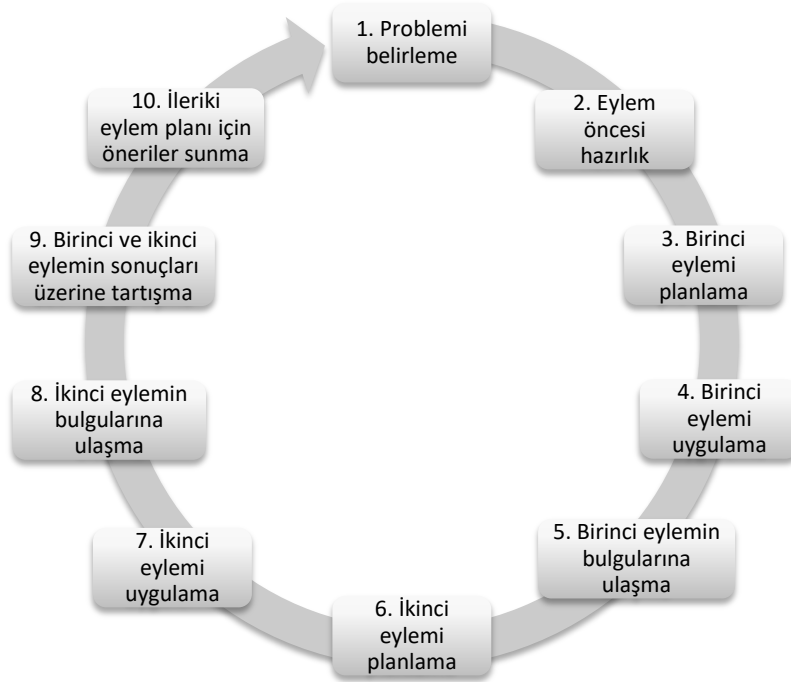 1. Problemi
belirleme
2. Eylem
öncesi
hazırlık
3. Birinci
eylemi
planlama
4. Birinci
eylemi
uygulama
5. Birinci eylemin
bulgularına
ulaşma
6. İkinci
eylemi
planlama
7. İkinci
eylemi
uygulama
8. İkinci eylemin
bulgularına
ulaşma
9. Birinci ve ikinci
eylemin sonuçları
üzerine tartışma
10. İleriki
eylem planı için
öneriler sunma